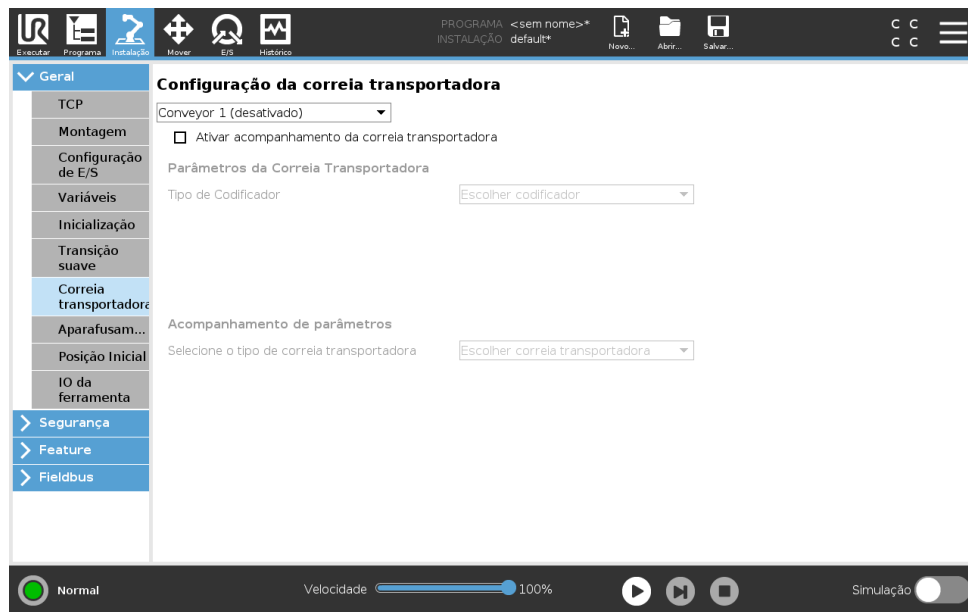 UR
Executar
Programa
Instalação
Mover
E/S
Histórico
PROGRAMA <sem nome>*
INSTALAÇÃO default*
Novo...
Abrir...
Salvar...
C C
C C
Geral
TCP
Montagem
Configuração
de E/S
Variáveis
Inicialização
Transição
suave
Correia
transportadora
Aparafusam...
Posição Inicial
IO da
ferramenta
Segurança
Feature
Fieldbus
Configuração da correia transportadora
Conveyor 1 (desativado)
Ativar acompanhamento da correia transportadora
Parâmetros da Correia Transportadora
Tipo de Codificador Escolher codificador
Acompanhamento de parâmetros
Selecione o tipo de correia transportadora Escolher correia transportadora
Normal
Velocidade 100%
Simulação